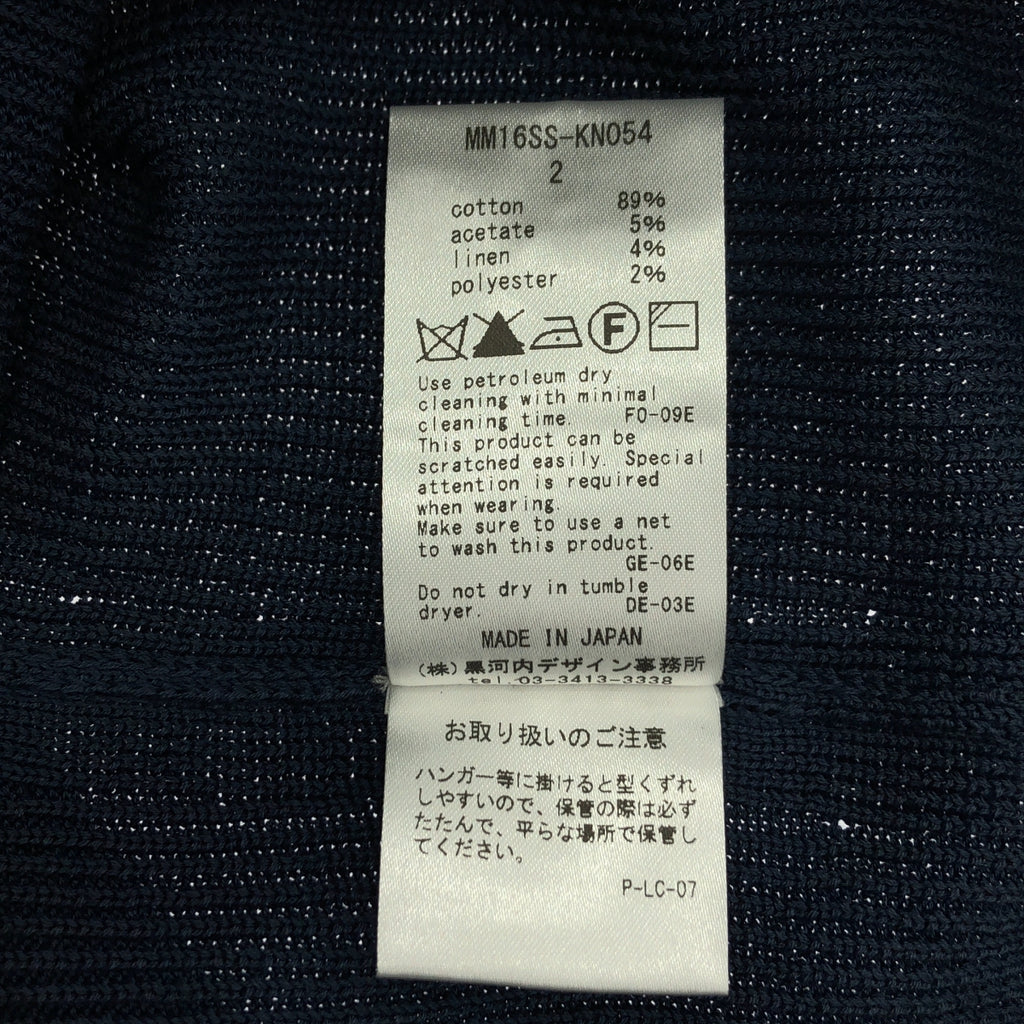 MM16SS-KN054
2
cotton 89%
acetate 5%
linen 4%
polyester 2%
F
Use petroleum dry
cleaning with minimal
cleaning time. FO-09E
This product can be
scratched easily. Special
attention is required
when wearing.
Make sure to use a net
to wash this product.
GE-06E
Do not dry in tumble
dryer. DE-03E
MADE IN JAPAN
(株)黒河内デザイン事務所
tel 03-3413-3338
お取り扱いのご注意
ハンガー等に掛けると型くずれ
しやすいので、保管の際は必ず
たたんで、平らな場所で保管し
てください。
P-LC-07